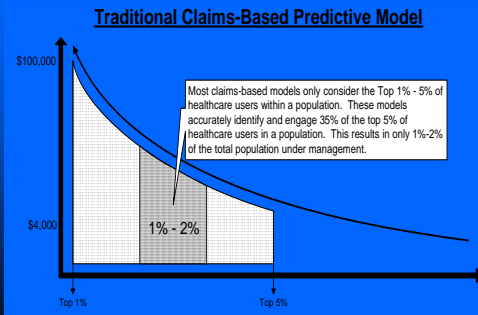 Traditional Claims-Based Predictive Model
$100,000
Most claims-based models only consider the Top 1% - 5% of
healthcare users within a population. These models
accurately identify and engage 35% of the top 5% of
healthcare users in a population. This results in only 1%-2%
of the total population under management.
$4,000
1% - 2%
Top 1%
Top 5%